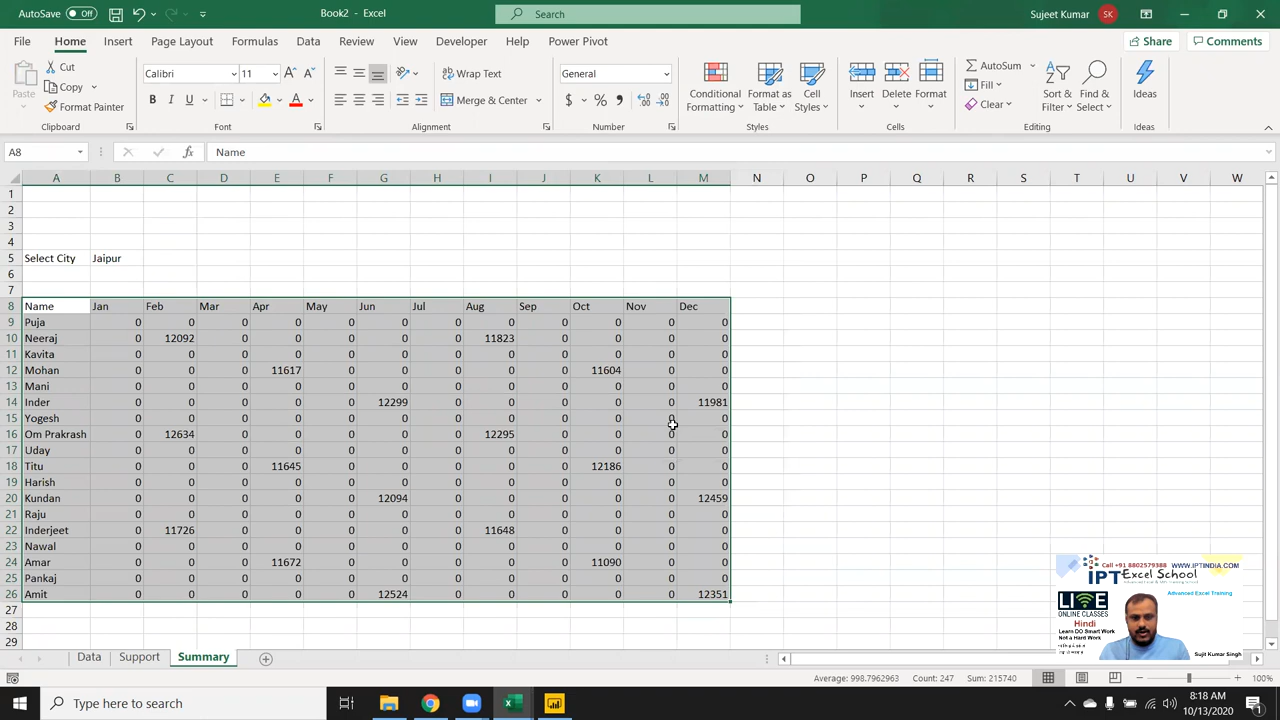 AutoSave Off Book2 - Excel Search Sujeet Kumar SK
File Home Insert Page Layout Formulas Data Review View Developer Help Power Pivot Share Comments
Paste Cut Copy Format Painter
Calibri 11 A A B I U A
Wrap Text Merge & Center
General $ % ,
Conditional Formatting Format as Table Cell Styles
Insert Delete Format
AutoSum Fill Clear Sort & Filter Find & Select
Ideas
Clipboard Font Alignment Number Styles Cells Editing Ideas
A8 fx Name
A B C D E F G H I J K L M N O P Q R S T U V W
1
2
3
4
5 Select City Jaipur
6
7
8 Name Jan Feb Mar Apr May Jun Jul Aug Sep Oct Nov Dec
9 Puja 0 0 0 0 0 0 0 0 0 0 0 0
10 Neeraj 0 12092 0 0 0 0 0 11823 0 0 0 0
11 Kavita 0 0 0 0 0 0 0 0 0 0 0 0
12 Mohan 0 0 0 11617 0 0 0 0 0 11604 0 0
13 Mani 0 0 0 0 0 0 0 0 0 0 0 0
14 Inder 0 0 0 0 0 12299 0 0 0 0 0 11981
15 Yogesh 0 0 0 0 0 0 0 0 0 0 0 0
16 Om Prakrash 0 12634 0 0 0 0 0 12295 0 0 0 0
17 Uday 0 0 0 0 0 0 0 0 0 0 0 0
18 Titu 0 0 0 11645 0 0 0 0 0 12186 0 0
19 Harish 0 0 0 0 0 0 0 0 0 0 0 0
20 Kundan 0 0 0 0 0 12094 0 0 0 0 0 12459
21 Raju 0 0 0 0 0 0 0 0 0 0 0 0
22 Inderjeet 0 11726 0 0 0 0 0 11648 0 0 0 0
23 Nawal 0 0 0 0 0 0 0 0 0 0 0 0
24 Amar 0 0 0 11672 0 0 0 0 0 11090 0 0
25 Pankaj 0 0 0 0 0 0 0 0 0 0 0 0
26 Amit 0 0 0 0 0 12524 0 0 0 0 0 12351
27
28
29
Call +91 8802579388 WWW.IPTINDIA.COM
IPT Excel School
LIVE Advanced Excel Training
ONLINE CLASSES
Hindi
Learn DO Smart Work
Not a Hard Work
Sujit Kumar Singh
Data Support Summary
Average: 998.7962963 Count: 247 Sum: 215740 100%
Type here to search
8:18 AM
10/13/2020